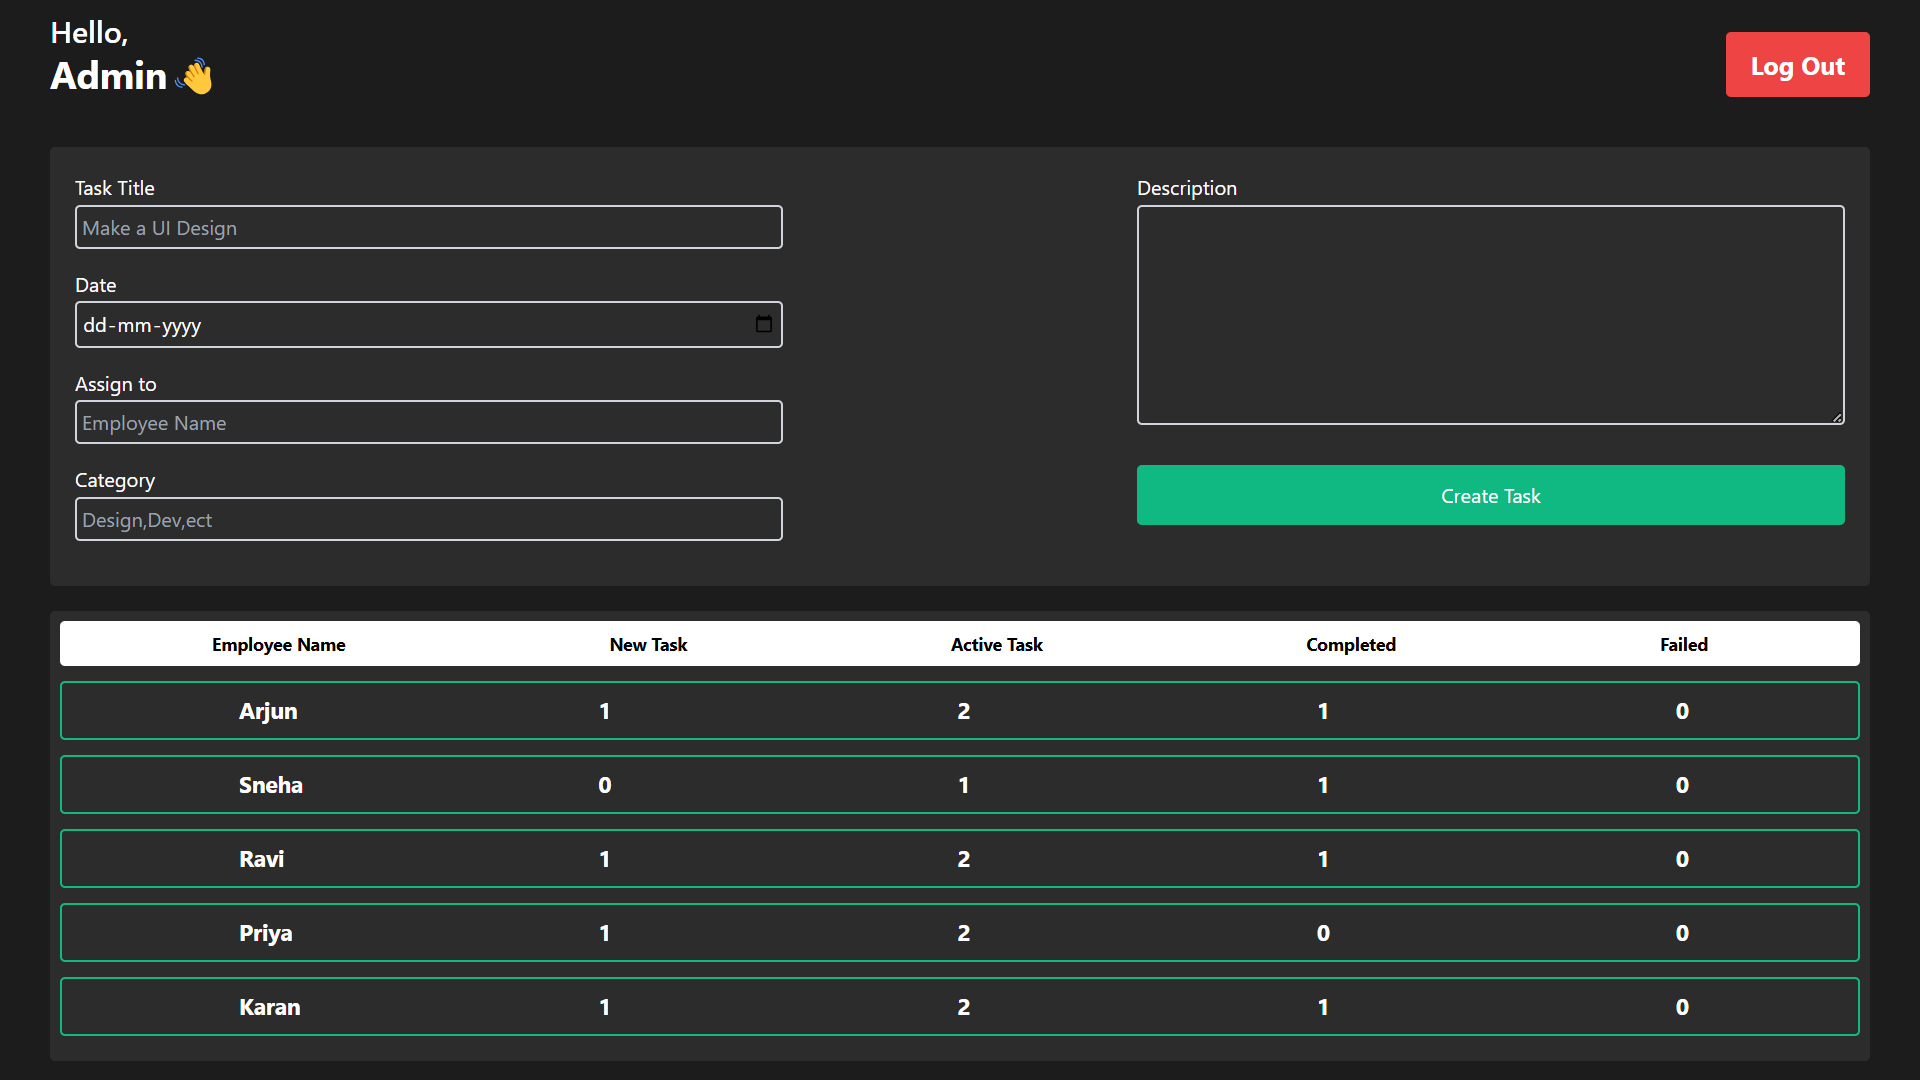 Hello,
Admin 👋
Log Out
Task Title
Make a UI Design
Date
dd-mm-yyyy
Assign to
Employee Name
Category
Design,Dev,ect
Description
Create Task
Employee Name New Task Active Task Completed Failed
Arjun 1 2 1 0
Sneha 0 1 1 0
Ravi 1 2 1 0
Priya 1 2 0 0
Karan 1 2 1 0